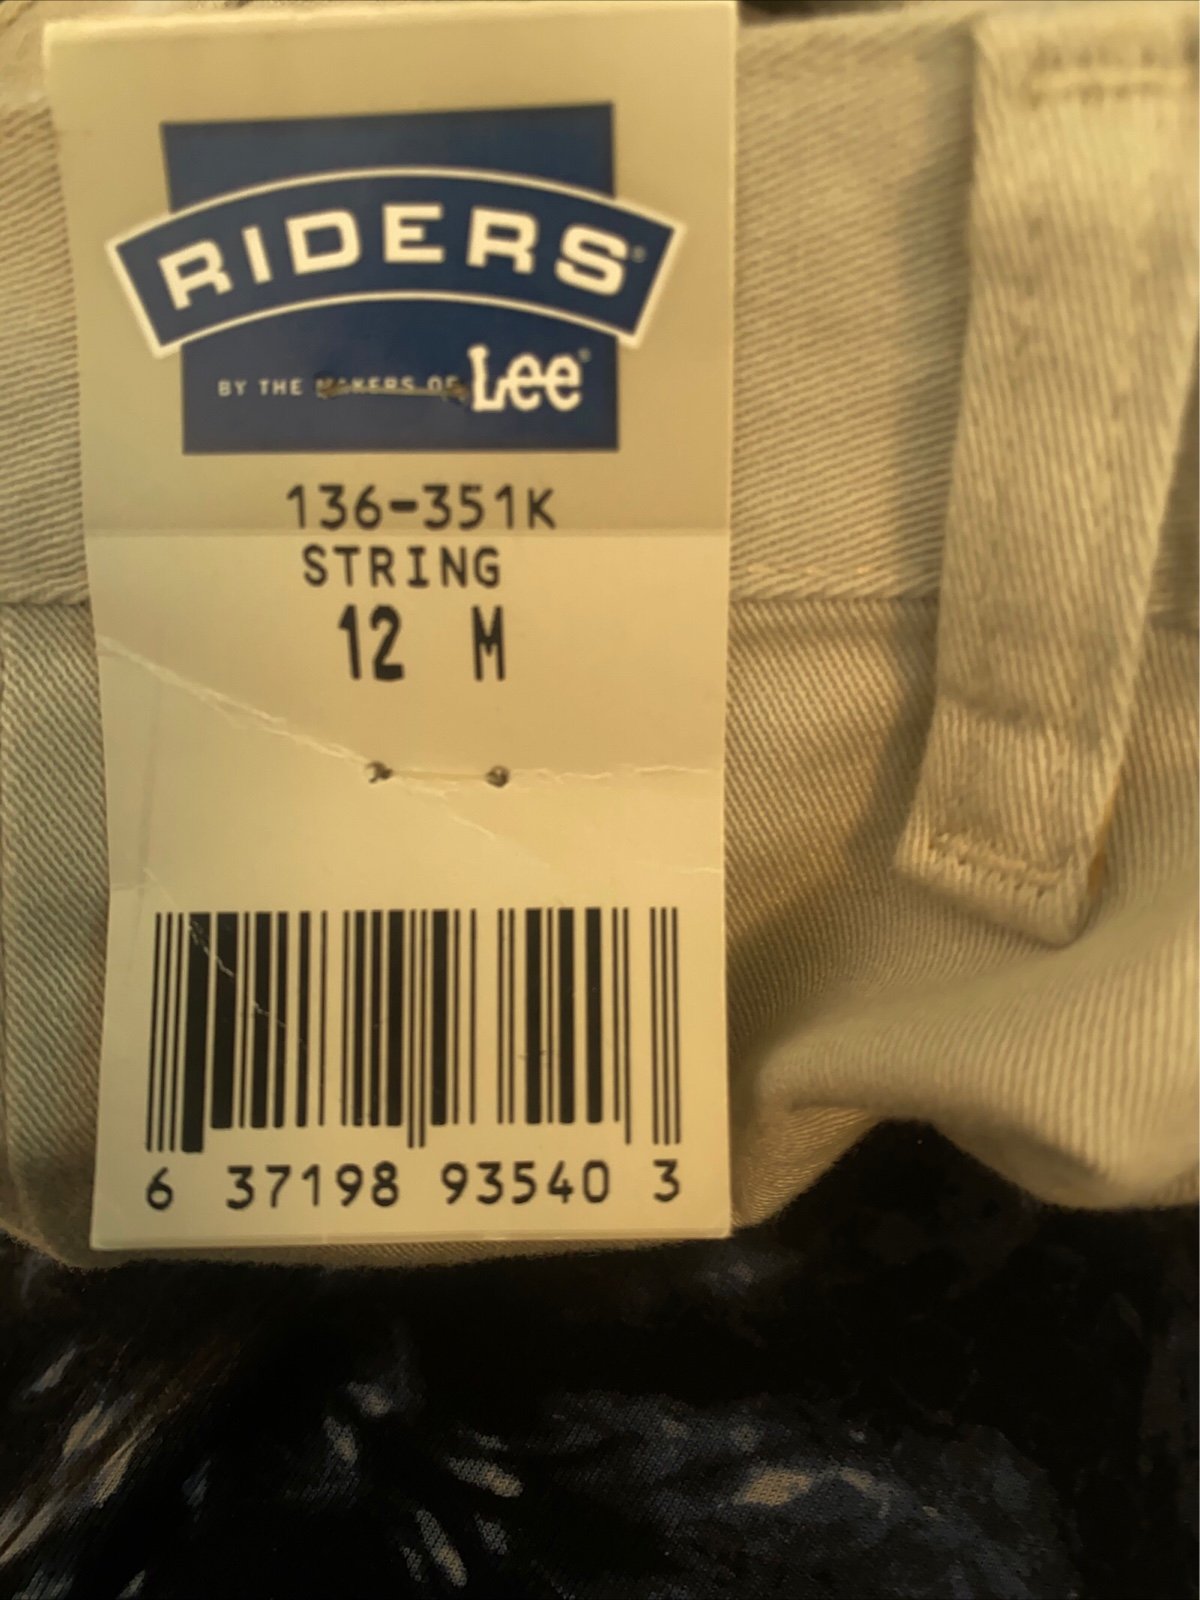 RIDERS®
BY THE MAKERS OF Lee®
136-351K
STRING
12 M
6 37198 93540 3